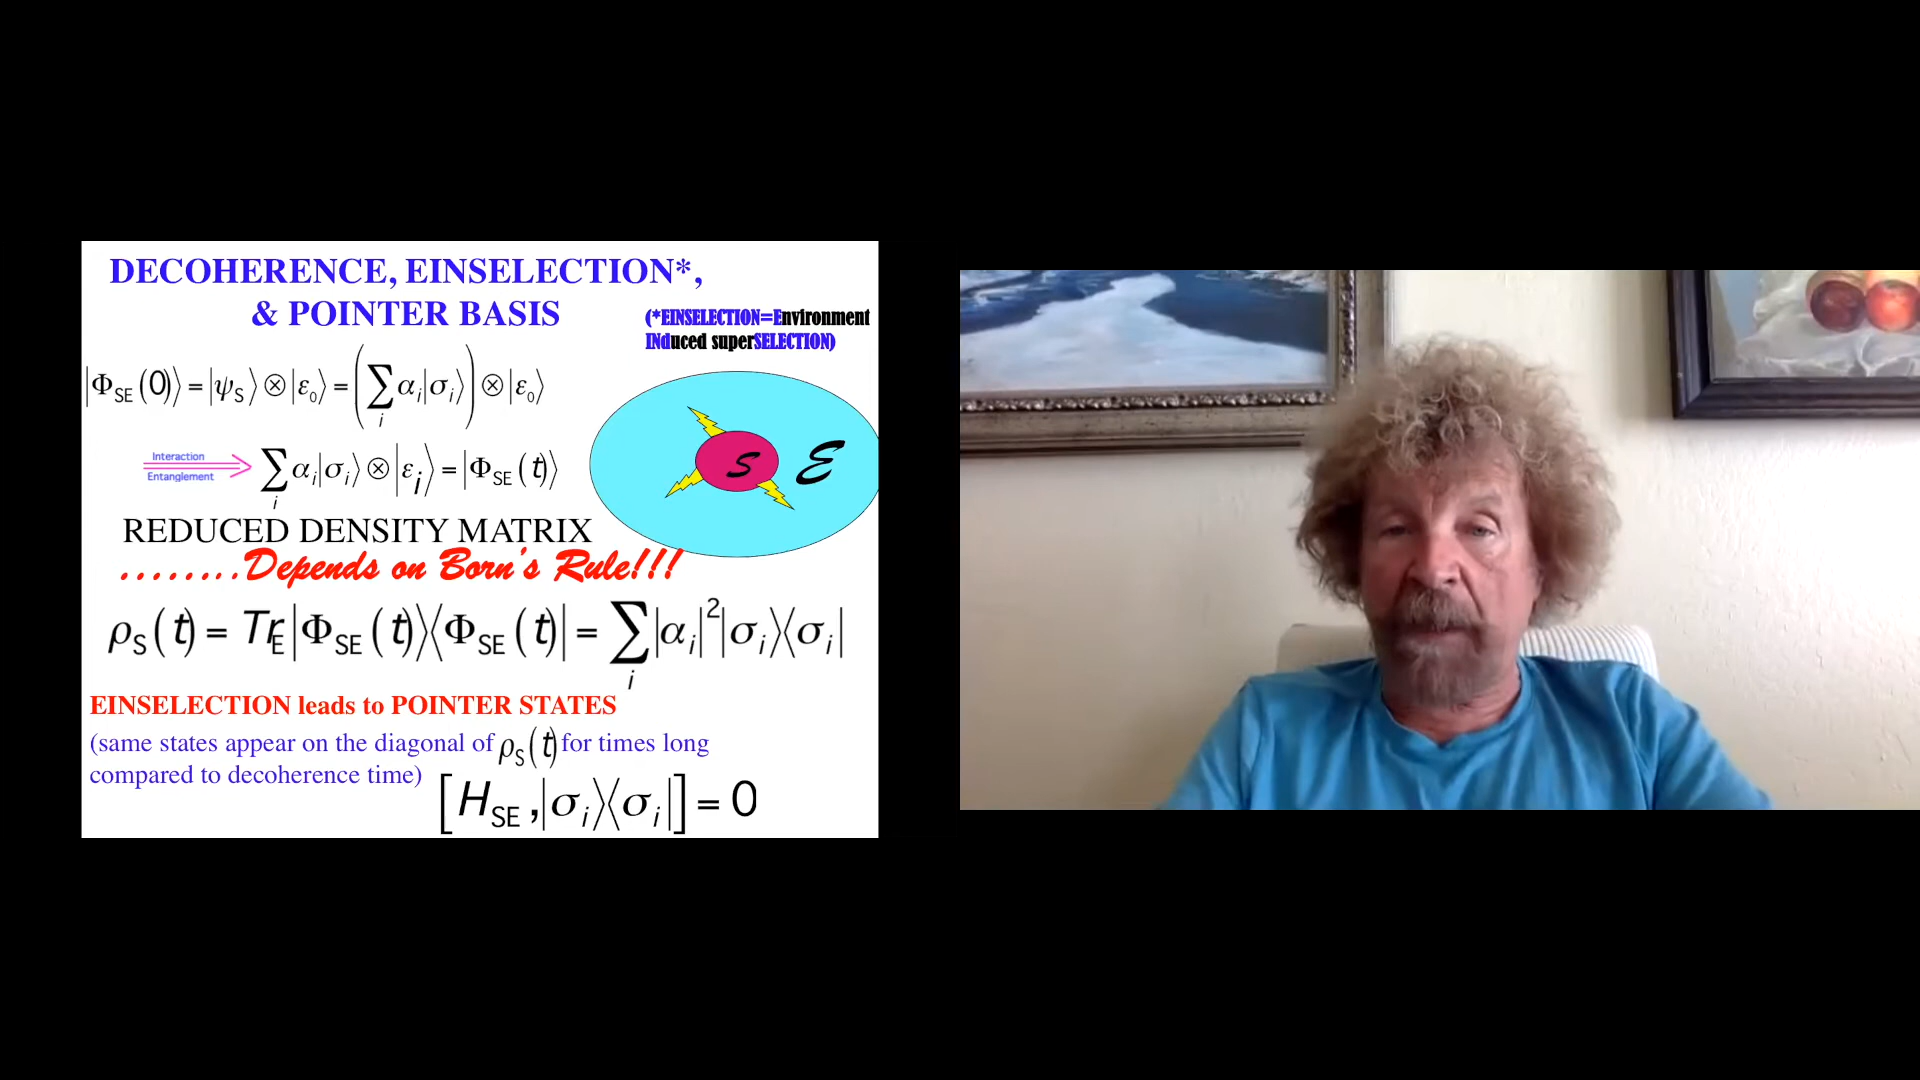 DECOHERENCE, EINSELECTION*,
& POINTER BASIS
(*EINSELECTION=Environment
INduced superSELECTION)
|Φ_SE(0)⟩ = |ψ_S⟩ ⊗ |ε_0⟩ = (∑_i α_i|σ_i⟩) ⊗ |ε_0⟩
Interaction
Entanglement
∑_i α_i|σ_i⟩ ⊗ |ε_i⟩ = |Φ_SE(t)⟩
S ℰ
REDUCED DENSITY MATRIX
........Depends on Born's Rule!!!
ρ_S(t) = Tr_E|Φ_SE(t)⟩⟨Φ_SE(t)| = ∑_i |α_i|²|σ_i⟩⟨σ_i|
EINSELECTION leads to POINTER STATES
(same states appear on the diagonal of ρ_S(t) for times long
compared to decoherence time)
[H_SE,|σ_i⟩⟨σ_i|] = 0